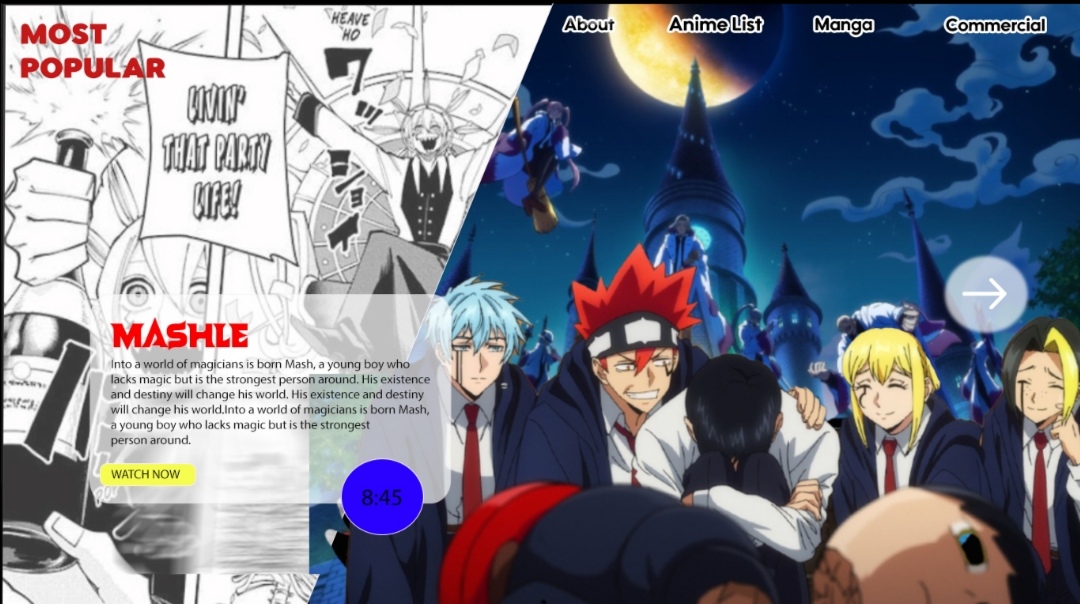 MOST
POPULAR
HEAVE
HO
About
Anime List
Manga
Commercial
LIVIN'
THAT PARTY
LIFE!
MASHLE
Into a world of magicians is born Mash, a young boy who
lacks magic but is the strongest person around. His existence
and destiny will change his world. His existence and destiny
will change his world.Into a world of magicians is born Mash,
a young boy who lacks magic but is the strongest
person around.
WATCH NOW
8:45